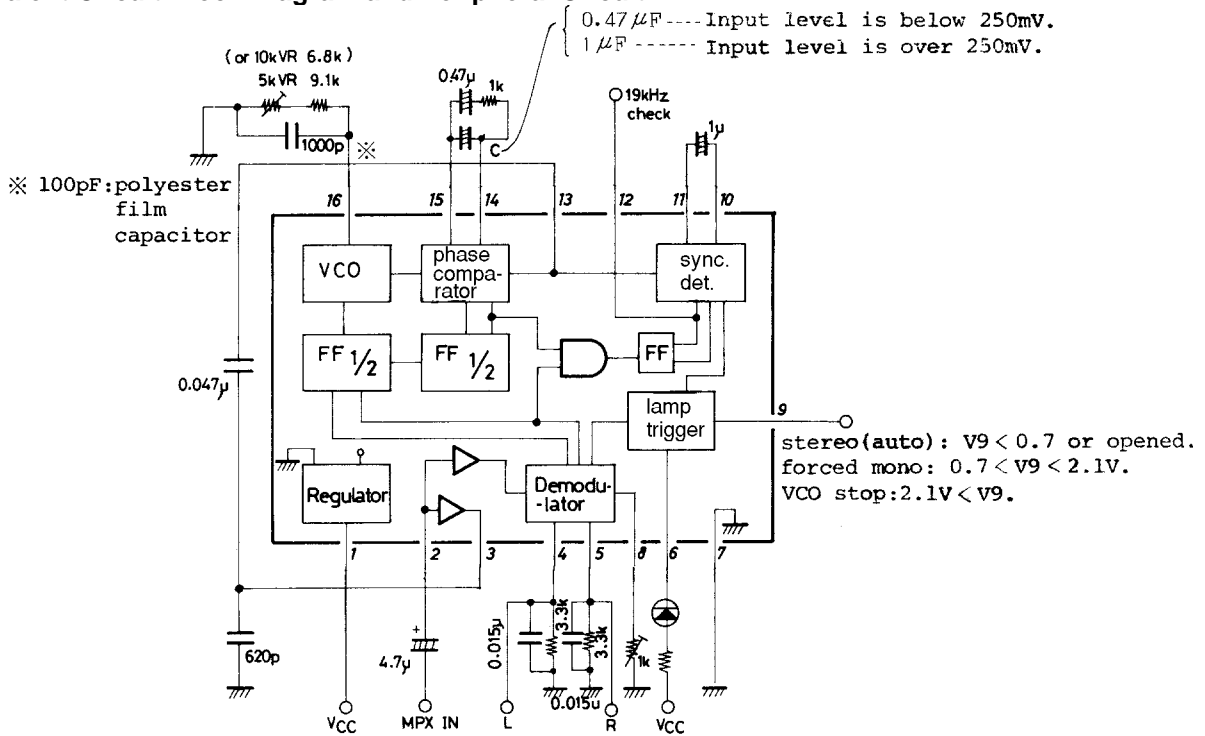 0.47μF---- Input level is below 250mV.
1μF ------ Input level is over 250mV.
(or 10kVR 6.8k)
5kVR 9.1k
1000p
※
※ 100pF:polyester
film
capacitor
0.47μ
1k
C
19kHz
check
1μ
16
15
14
13
12
11
10
VCO
phase
compa-
rator
sync.
det.
FF 1/2
FF 1/2
FF
0.047μ
lamp
trigger
9
stereo(auto): V9<0.7 or opened.
forced mono: 0.7<V9<2.1V.
VCO stop:2.1V<V9.
Regulator
Demodu-
-lator
1
2
3
4
5
8
6
7
620p
+
4.7μ
0.015μ
3.3k
3.3k
0.015u
1k
VCC
MPX IN
L
R
VCC